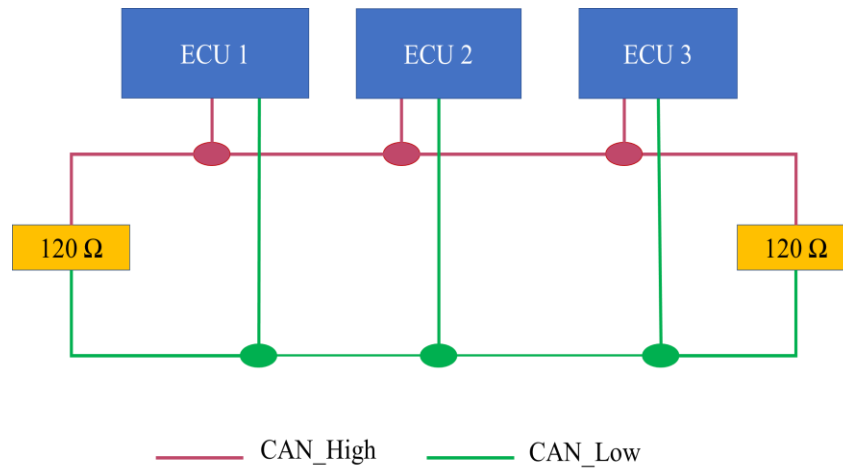 ECU 1
ECU 2
ECU 3
120 Ω
120 Ω
CAN_High
CAN_Low